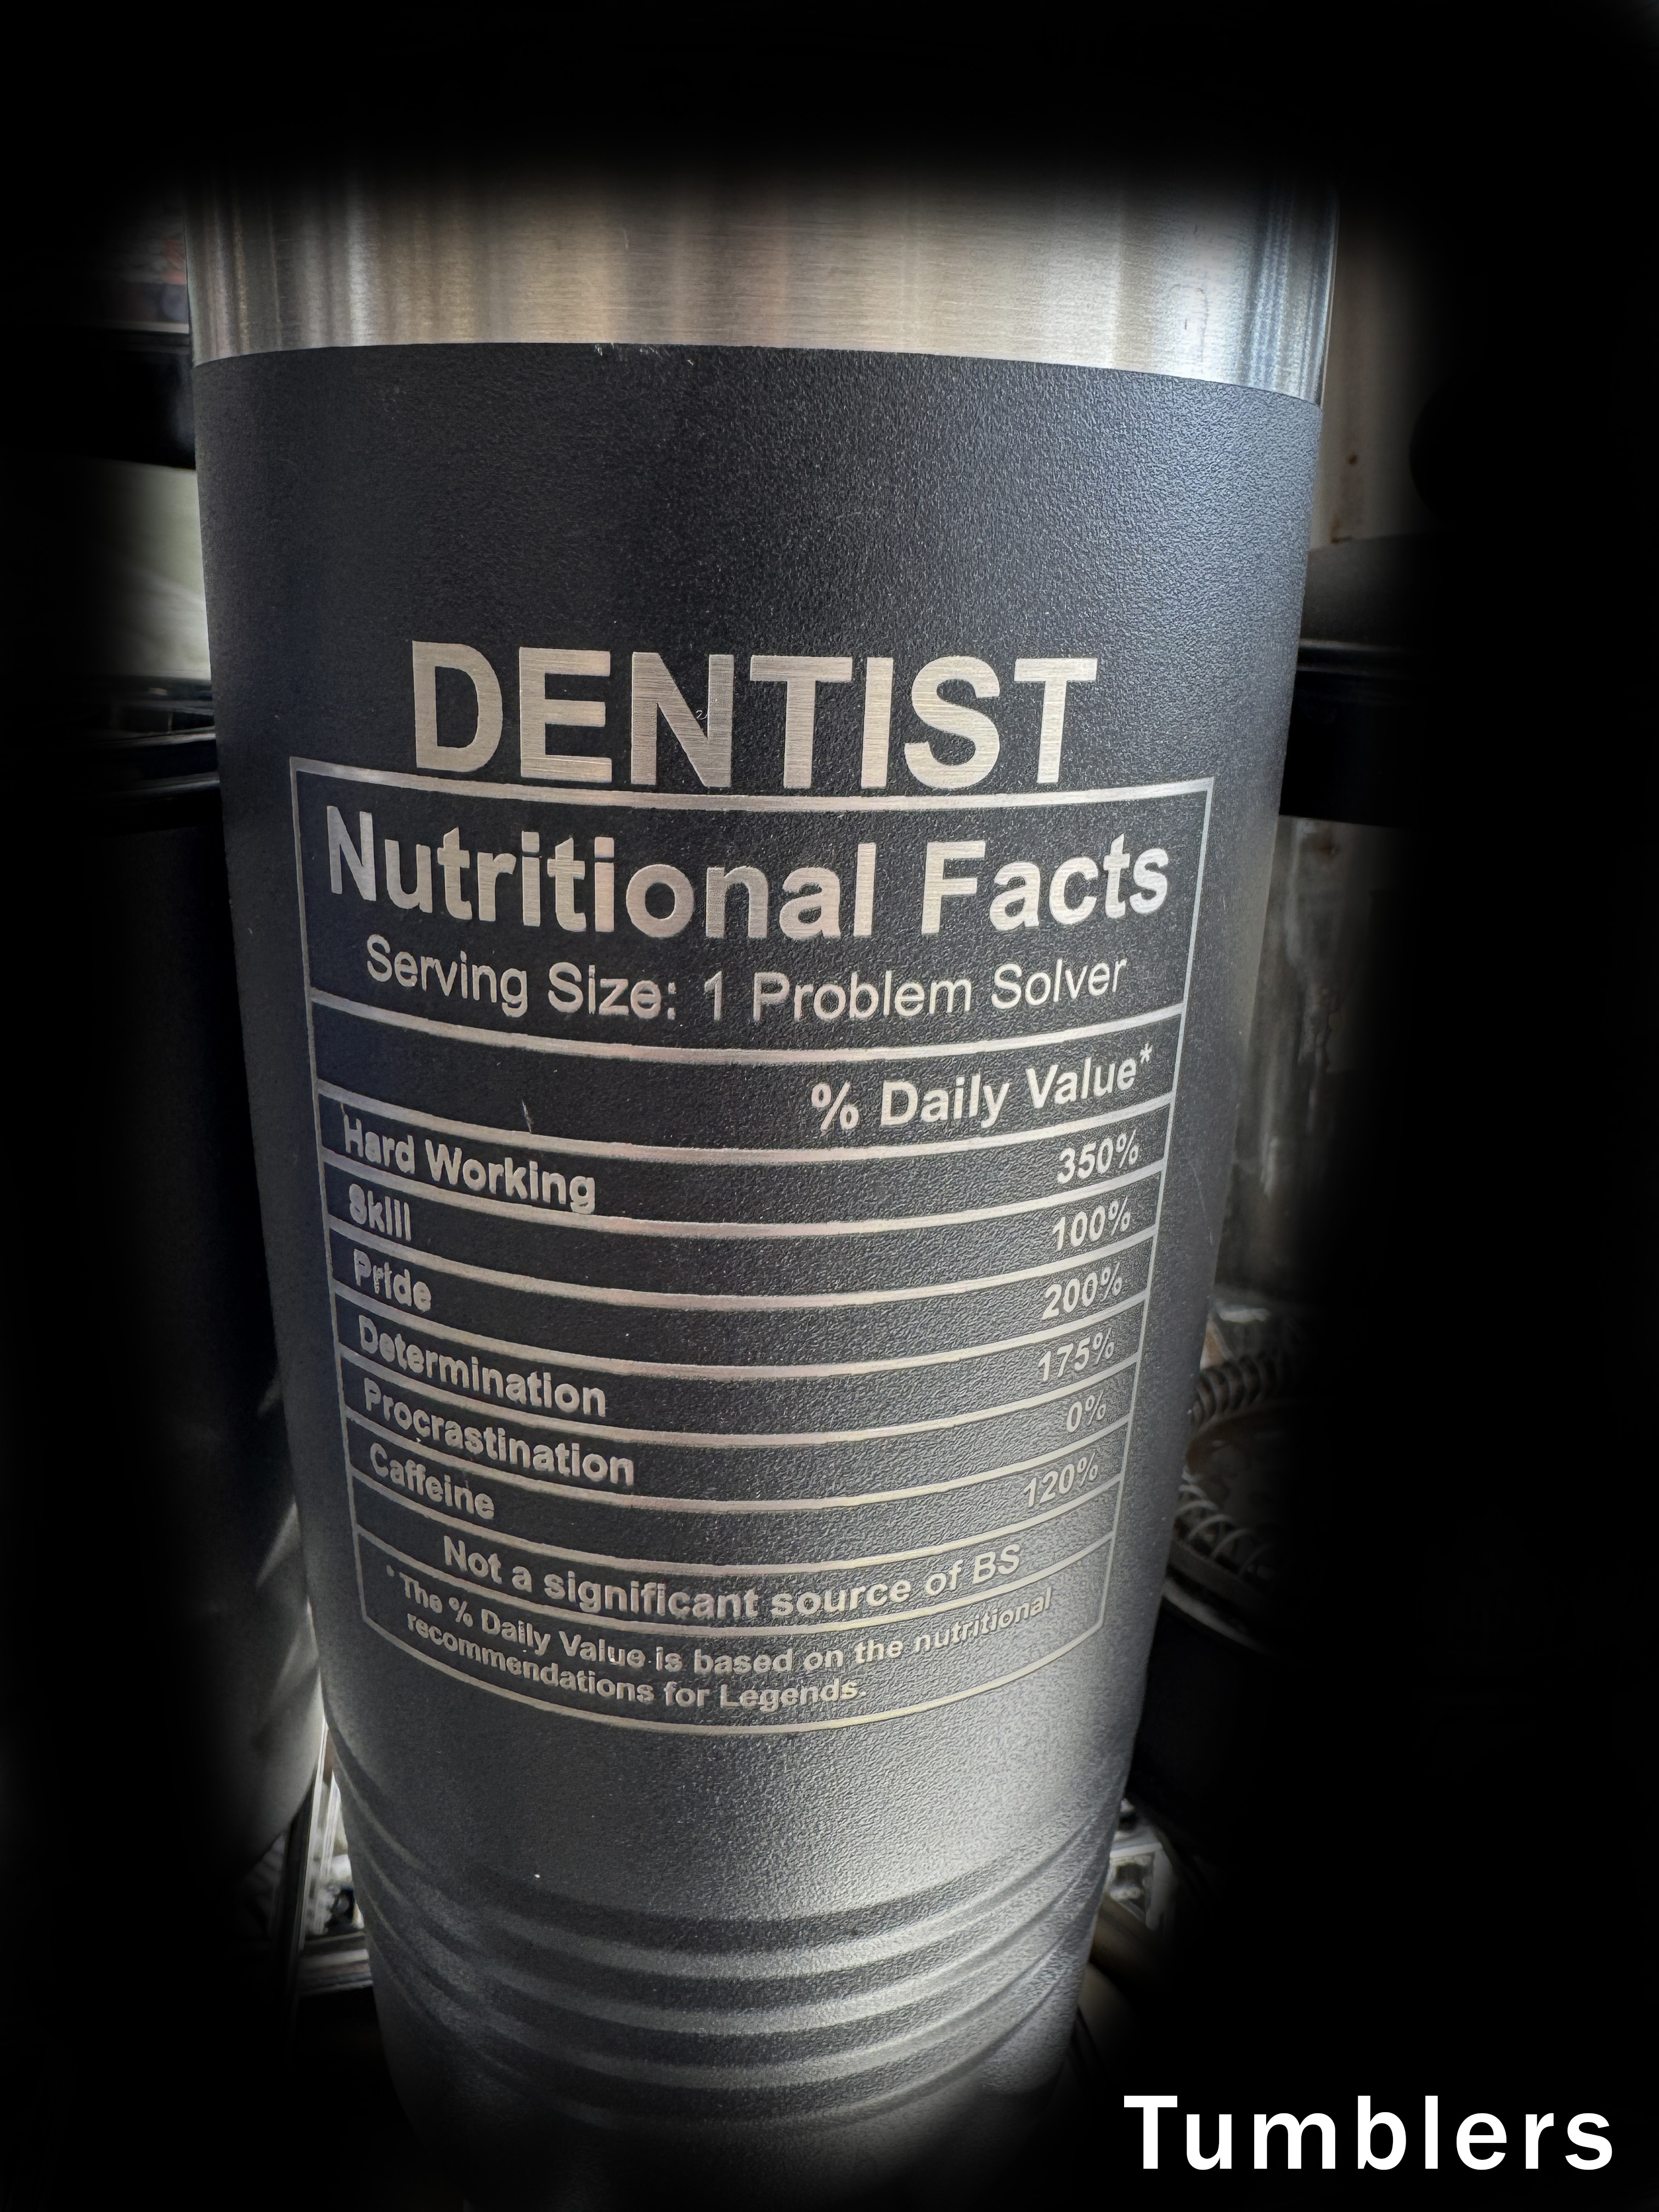 DENTIST
Nutritional Facts
Serving Size: 1 Problem Solver
% Daily Value*
Hard Working 350%
Skill 100%
Pride 200%
Determination 175%
Procrastination 0%
Caffeine 120%
Not a significant source of BS
* The % Daily Value is based on the nutritional
recommendations for Legends.
Tumblers